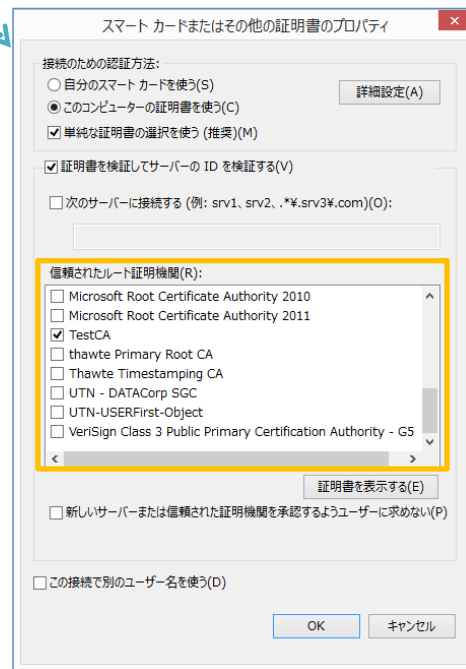 スマート カードまたはその他の証明書のプロパティ
接続のための認証方法:
自分のスマート カードを使う(S)
詳細設定(A)
このコンピューターの証明書を使う(C)
単純な証明書の選択を使う (推奨)(M)
証明書を検証してサーバーの ID を検証する(V)
次のサーバーに接続する (例: srv1、srv2、.*¥.srv3¥.com)(O):
信頼されたルート証明機関(R):
Microsoft Root Certificate Authority 2010
Microsoft Root Certificate Authority 2011
TestCA
thawte Primary Root CA
Thawte Timestamping CA
UTN - DATACorp SGC
UTN-USERFirst-Object
VeriSign Class 3 Public Primary Certification Authority - G5
証明書を表示する(E)
新しいサーバーまたは信頼された証明機関を承認するようユーザーに求めない(P)
この接続で別のユーザー名を使う(D)
OK
キャンセル